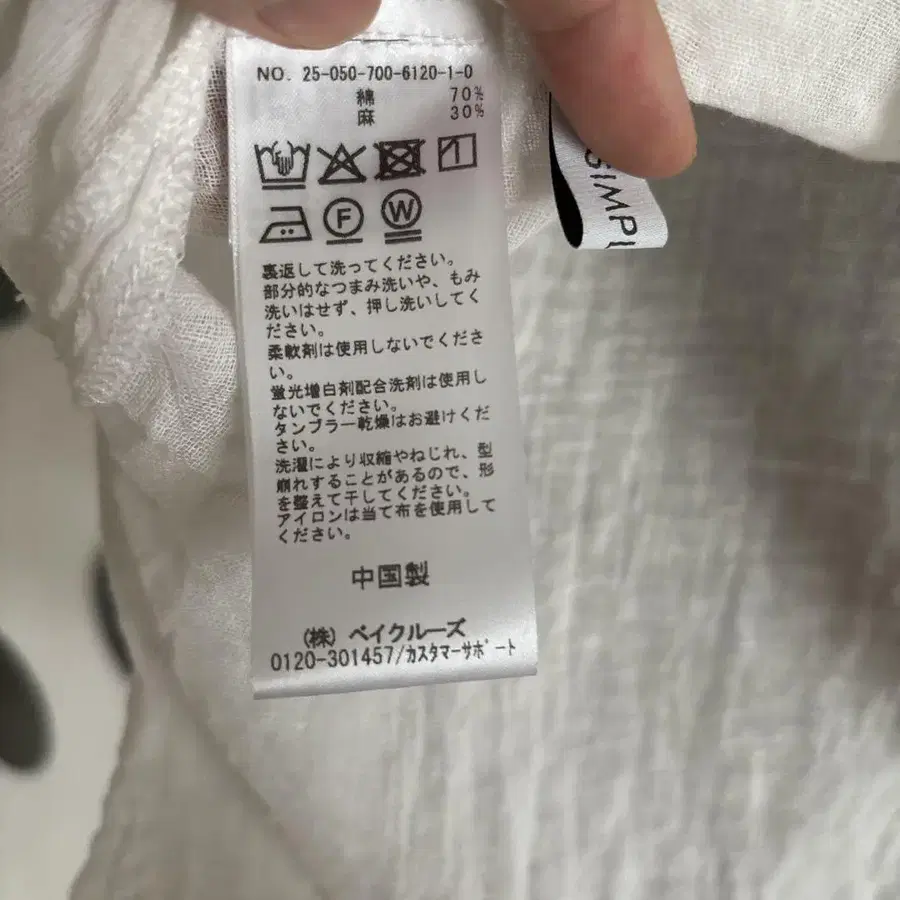 NO. 25-050-700-6120-1-0
綿 70%
麻 30%
1
F
W
裏返して洗ってください。
部分的なつまみ洗いや、もみ
洗いはせず、押し洗いしてく
ださい。
柔軟剤は使用しないでくださ
い。
蛍光増白剤配合洗剤は使用し
ないでください。
タンブラー乾燥はお避けくだ
さい。
洗濯により収縮やねじれ、型
崩れすることがあるので、形
を整えて干してください。
アイロンは当て布を使用して
ください。
中国製
(株) ベイクルーズ
0120-301457/カスタマーサポート
SIMPL